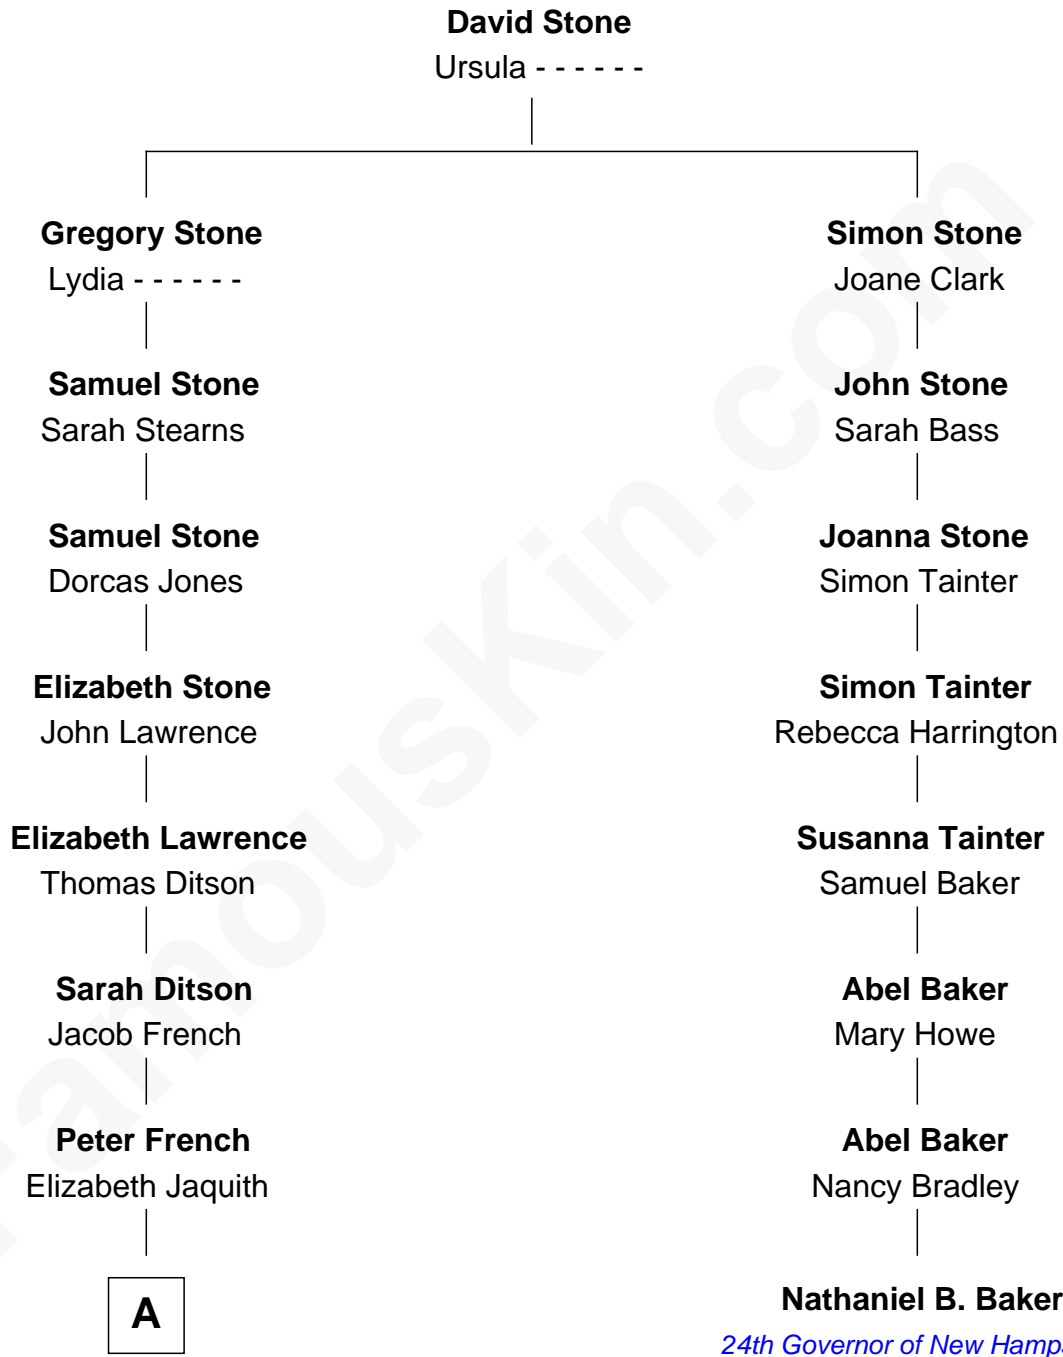 David Stone
Ursula - - - - - -
Gregory Stone
Lydia - - - - - -
Simon Stone
Joane Clark
Samuel Stone
Sarah Stearns
John Stone
Sarah Bass
Samuel Stone
Dorcas Jones
Joanna Stone
Simon Tainter
Elizabeth Stone
John Lawrence
Simon Tainter
Rebecca Harrington
Elizabeth Lawrence
Thomas Ditson
Susanna Tainter
Samuel Baker
Sarah Ditson
Jacob French
Abel Baker
Mary Howe
Peter French
Elizabeth Jaquith
Abel Baker
Nancy Bradley
A
Nathaniel B. Baker
24th Governor of New
FamousKin.com